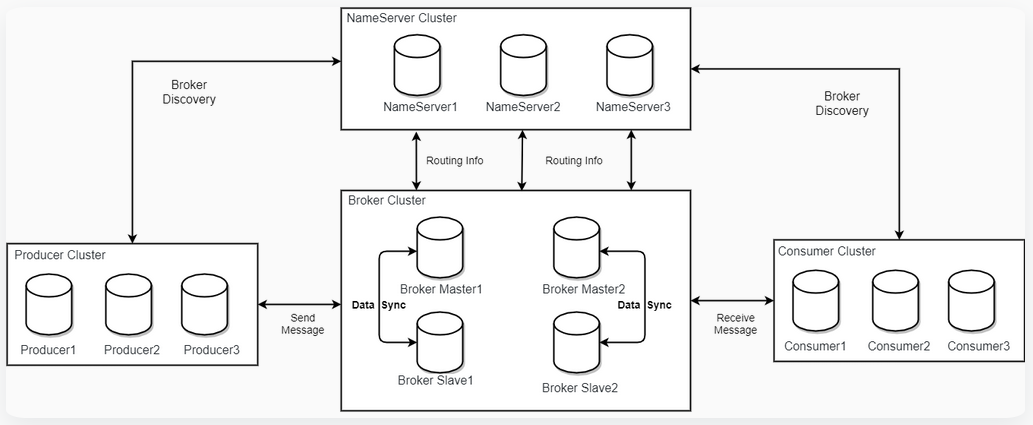 NameServer Cluster
NameServer1
NameServer2
NameServer3
Broker
Discovery
Broker
Discovery
Routing Info
Routing Info
Broker Cluster
Broker Master1
Broker Master2
Data Sync
Data Sync
Broker Slave1
Broker Slave2
Producer Cluster
Producer1
Producer2
Producer3
Send
Message
Receive
Message
Consumer Cluster
Consumer1
Consumer2
Consumer3